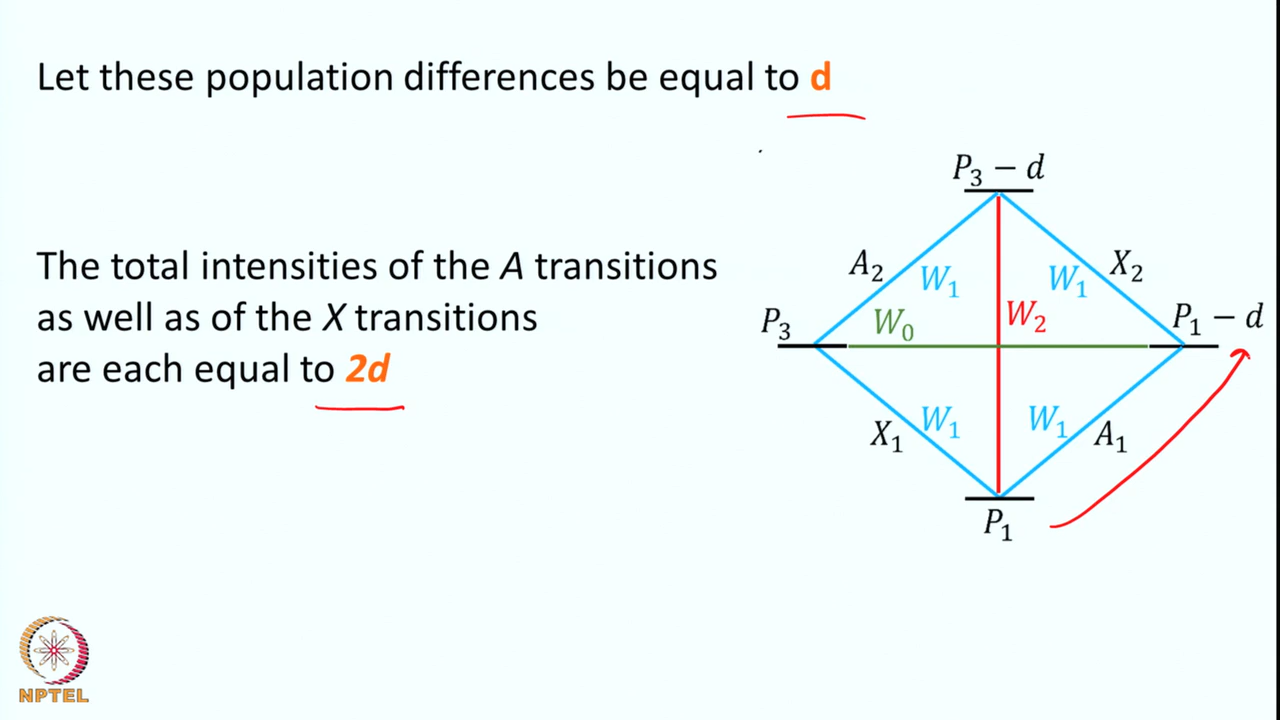 Let these population differences be equal to d
P₃ − d
The total intensities of the A transitions
as well as of the X transitions
are each equal to 2d
A₂
W₁
W₁
X₂
P₃
W₀
W₂
P₁ − d
X₁
W₁
W₁
A₁
P₁
NPTEL